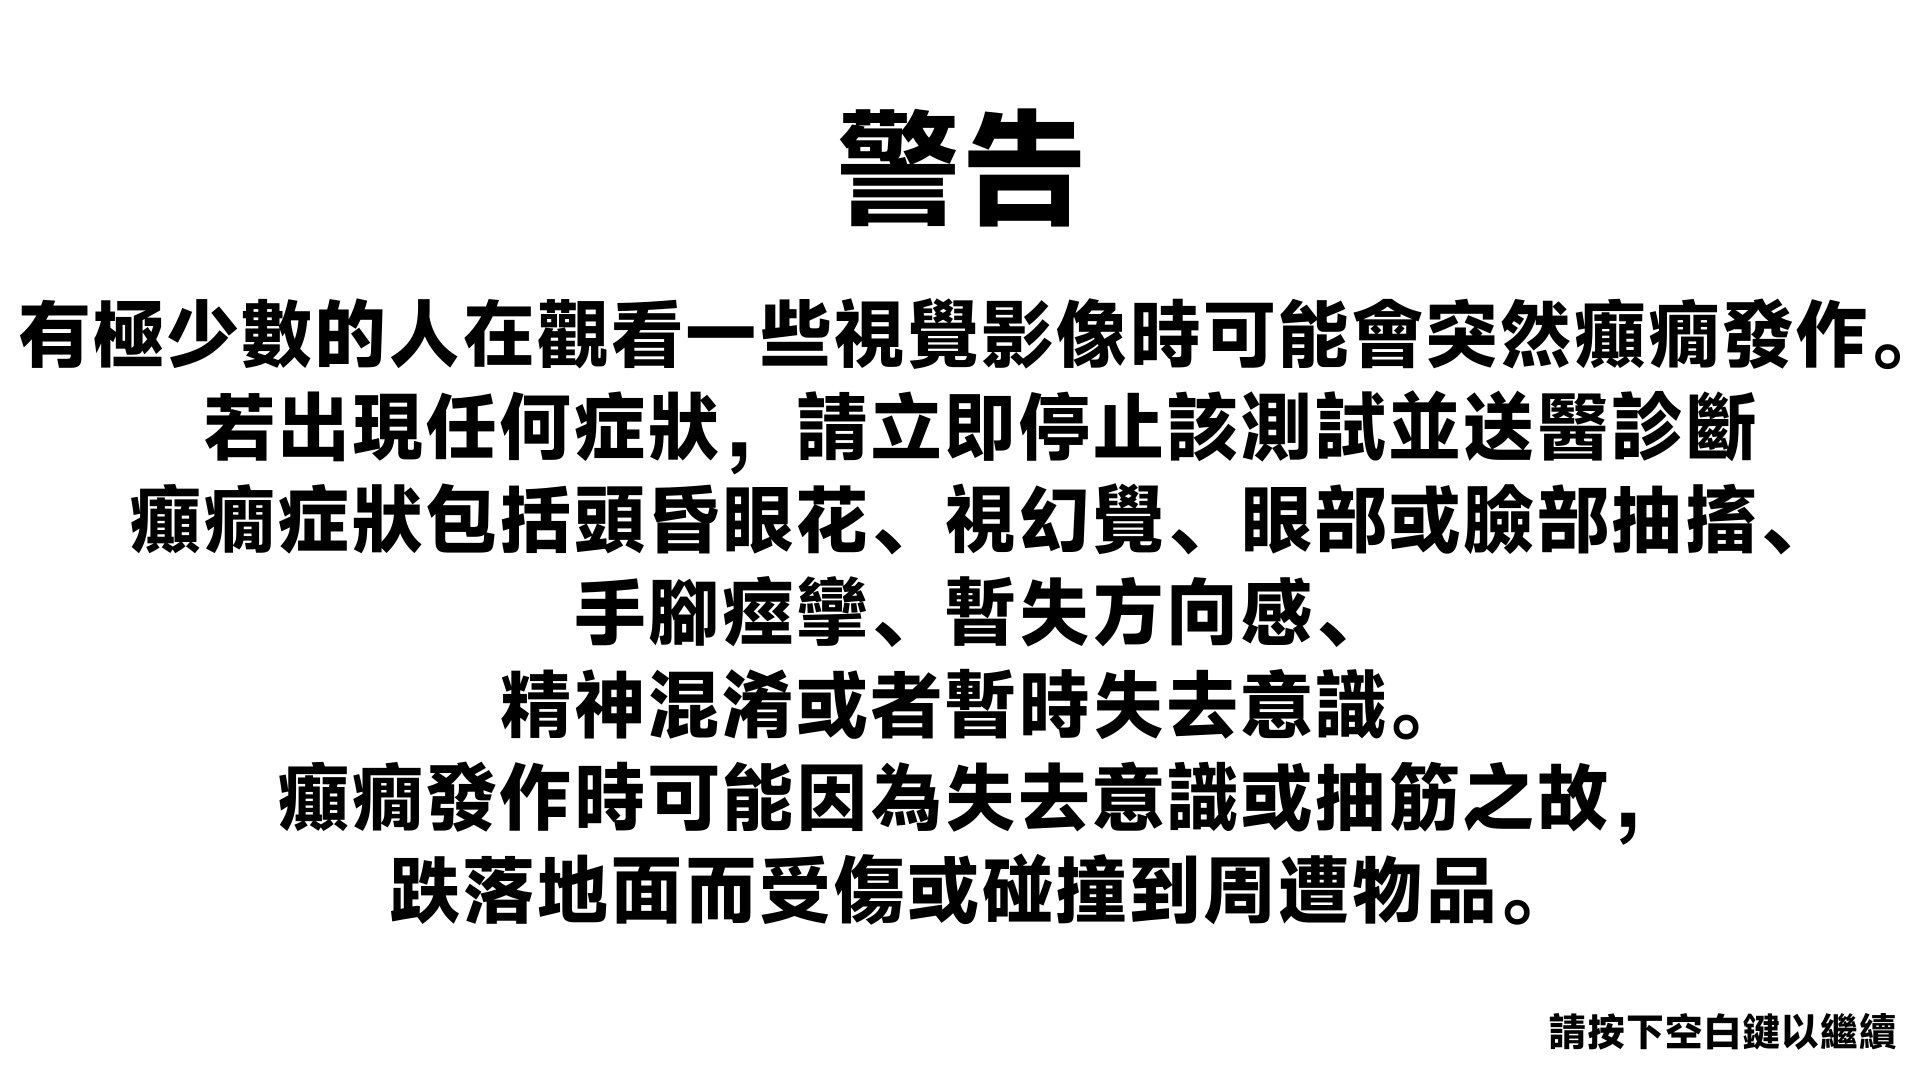 警告
有極少數的人在觀看一些視覺影像時可能會突然癲癇發作。
若出現任何症狀，請立即停止該測試並送醫診斷
癲癇症狀包括頭昏眼花、視幻覺、眼部或臉部抽搐、
手腳痙攣、暫失方向感、
精神混淆或者暫時失去意識。
癲癇發作時可能因為失去意識或抽筋之故，
跌落地面而受傷或碰撞到周遭物品。
請按下空白鍵以繼續